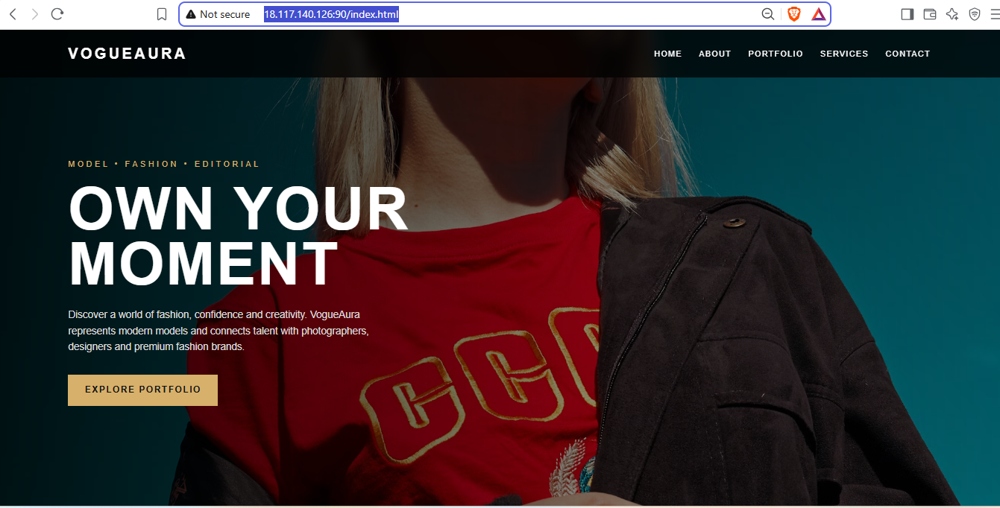 Not secure 18.117.140.126:90/index.html
VOGUEAURA
HOME ABOUT PORTFOLIO SERVICES CONTACT
MODEL • FASHION • EDITORIAL
OWN YOUR
MOMENT
Discover a world of fashion, confidence and creativity. VogueAura
represents modern models and connects talent with photographers,
designers and premium fashion brands.
EXPLORE PORTFOLIO